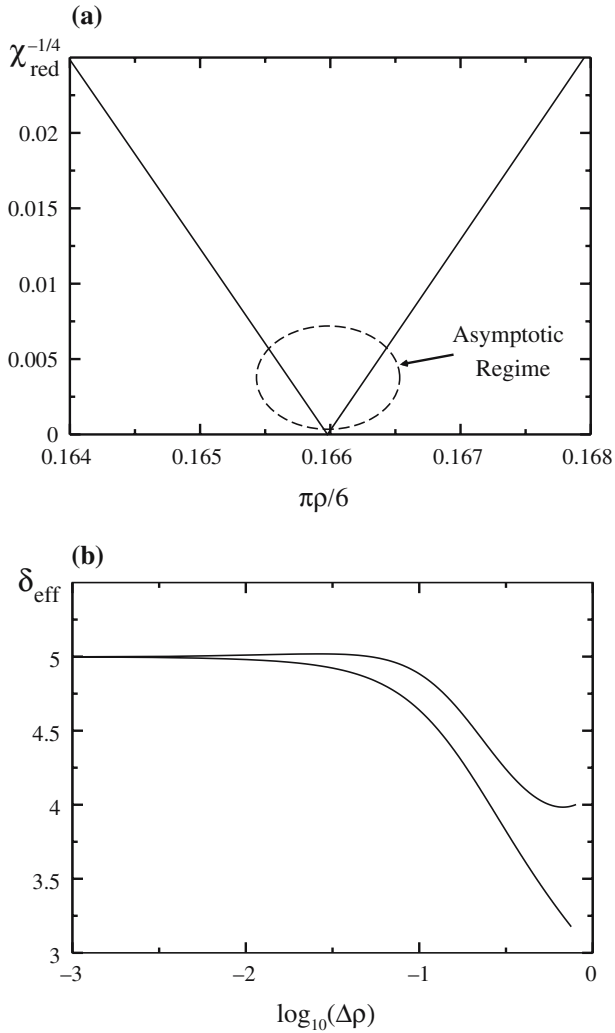 (a)
χ_red^−1/4
0.02
0.015
0.01
0.005
0
Asymptotic
Regime
0.164 0.165 0.166 0.167 0.168
πρ/6
(b)
δ_eff
5
4.5
4
3.5
3
−3 −2 −1 0
log₁₀(Δρ)